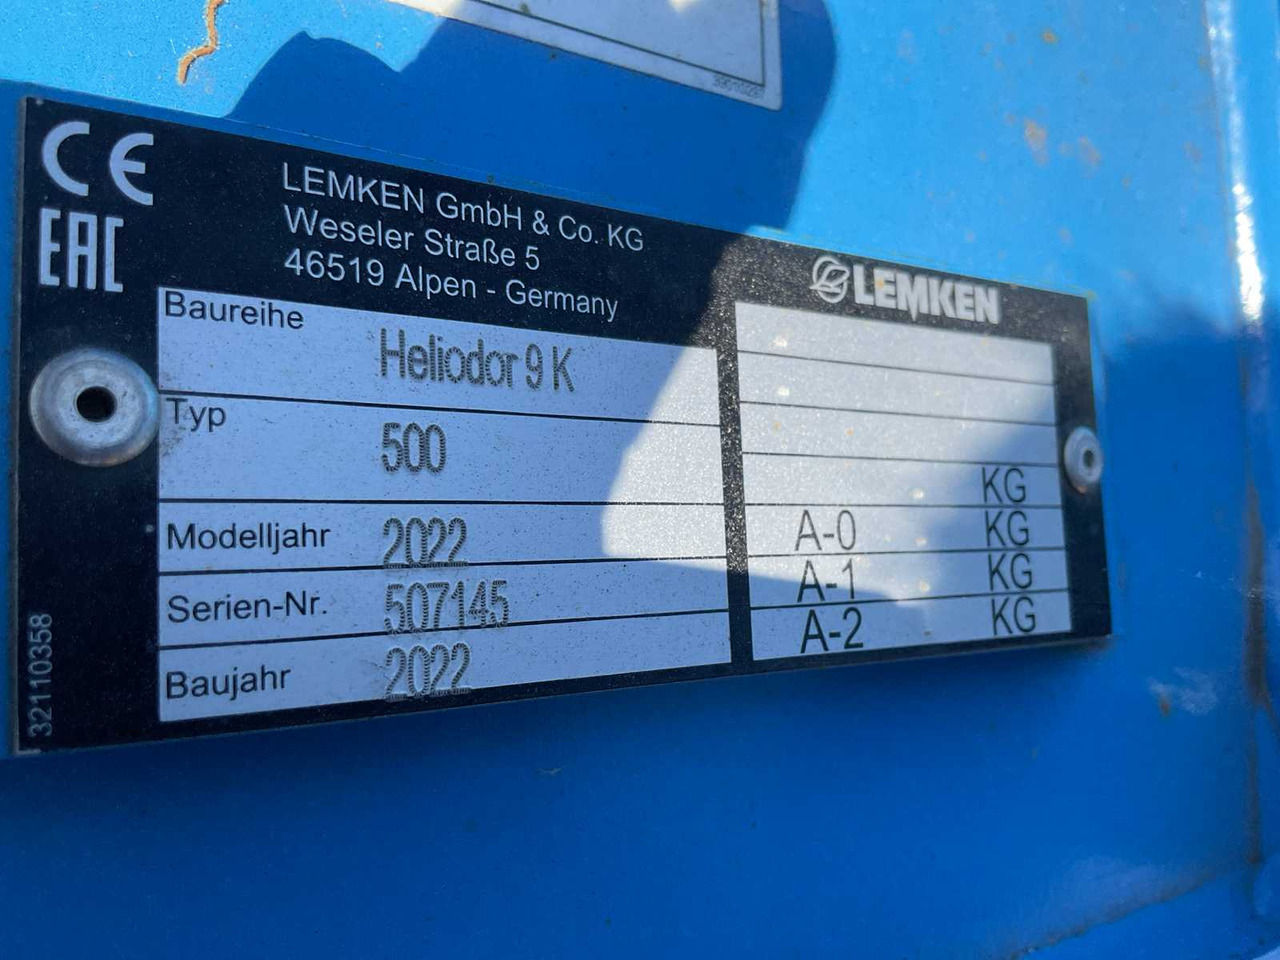 CE
EAC
LEMKEN GmbH & Co. KG
Weseler Straße 5
46519 Alpen - Germany
LEMKEN
Baureihe Heliodor 9 K
Typ 500
Modelljahr 2022
Serien-Nr. 507145
Baujahr 2022
KG
A-0 KG
A-1 KG
A-2 KG
32110358